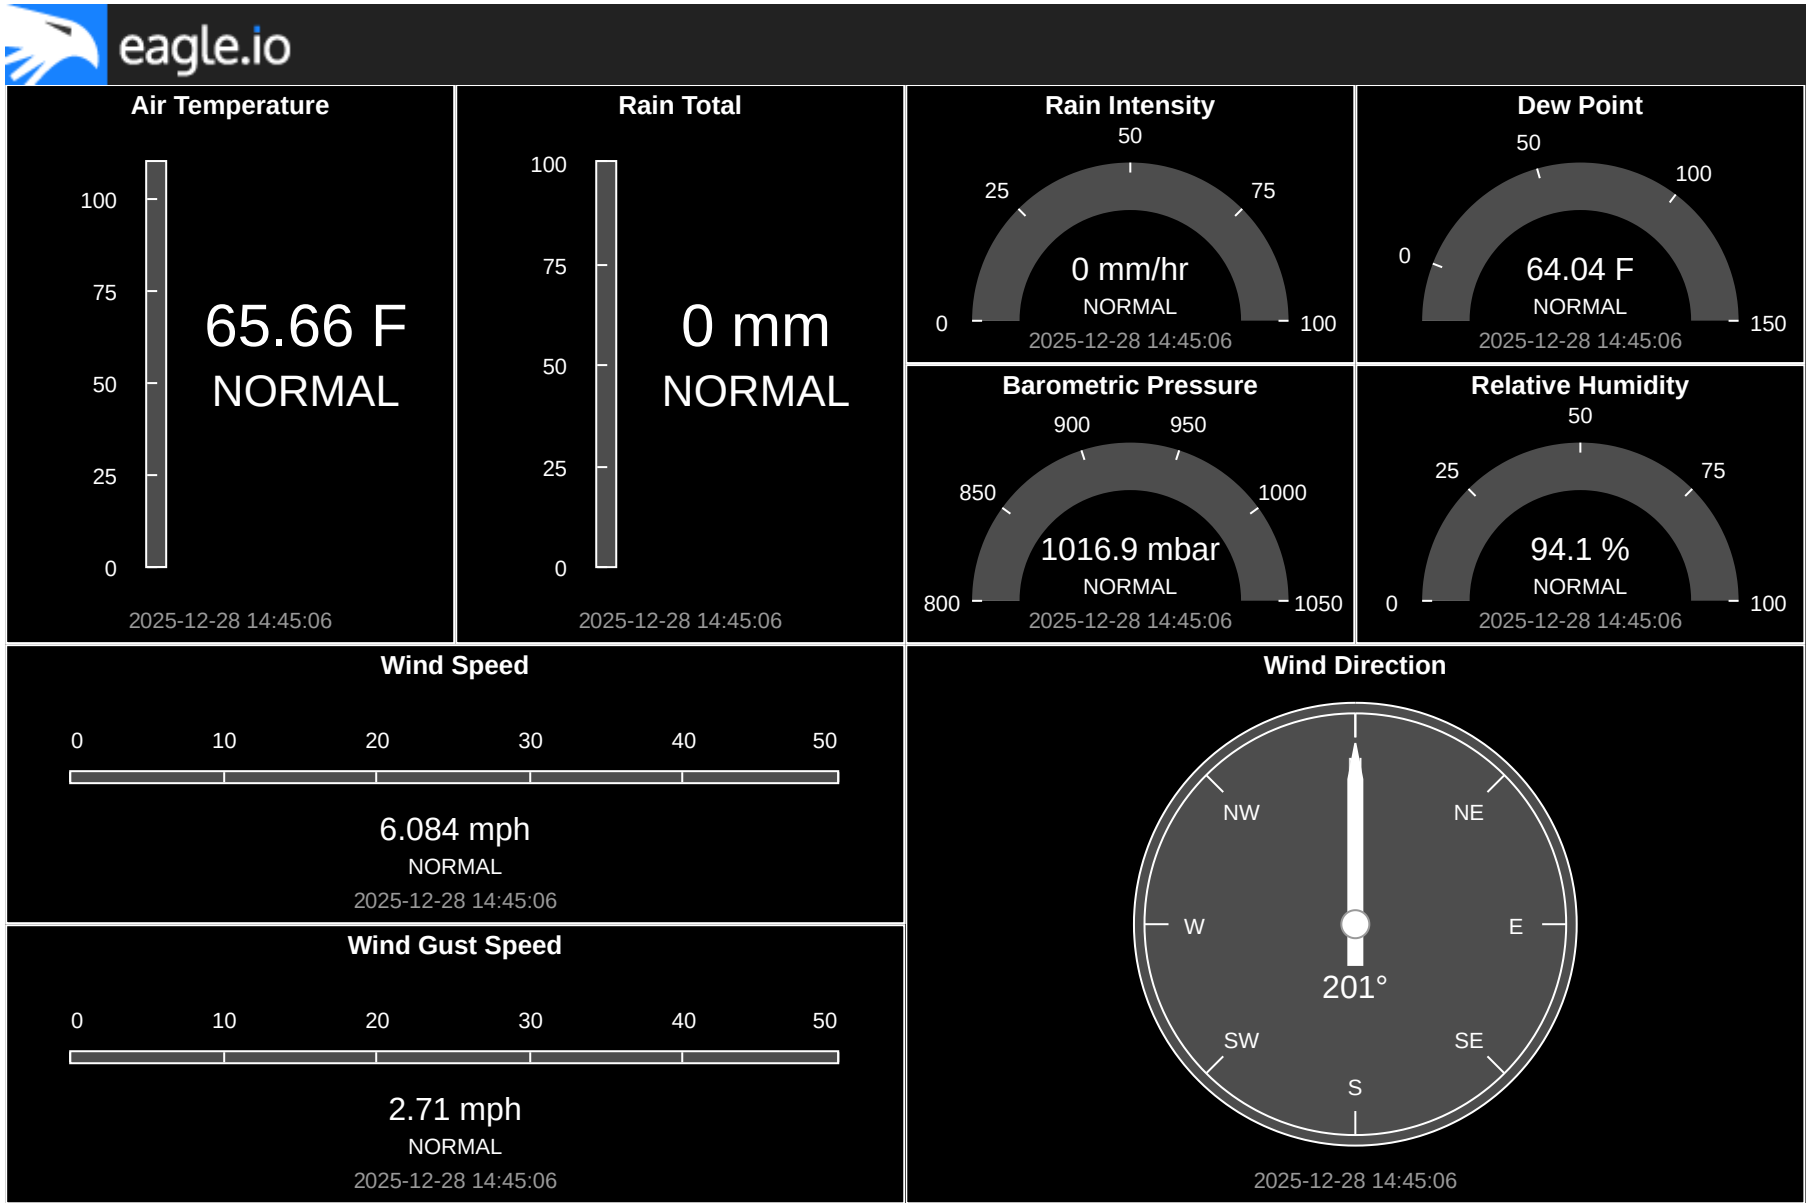 eagle.io
Air Temperature
100
75
50
25
0
65.66 F
NORMAL
2025-12-28 14:45:06
Rain Total
100
75
50
25
0
0 mm
NORMAL
2025-12-28 14:45:06
Rain Intensity
50
25
75
0
100
0 mm/hr
NORMAL
2025-12-28 14:45:06
Dew Point
50
100
0
150
64.04 F
NORMAL
2025-12-28 14:45:06
Barometric Pressure
900
950
850
1000
800
1050
1016.9 mbar
NORMAL
2025-12-28 14:45:06
Relative Humidity
50
25
75
0
100
94.1 %
NORMAL
2025-12-28 14:45:06
Wind Speed
0 10 20 30 40 50
6.084 mph
NORMAL
2025-12-28 14:45:06
Wind Gust Speed
0 10 20 30 40 50
2.71 mph
NORMAL
2025-12-28 14:45:06
Wind Direction
NW NE
W E
201°
SW SE
S
2025-12-28 14:45:06